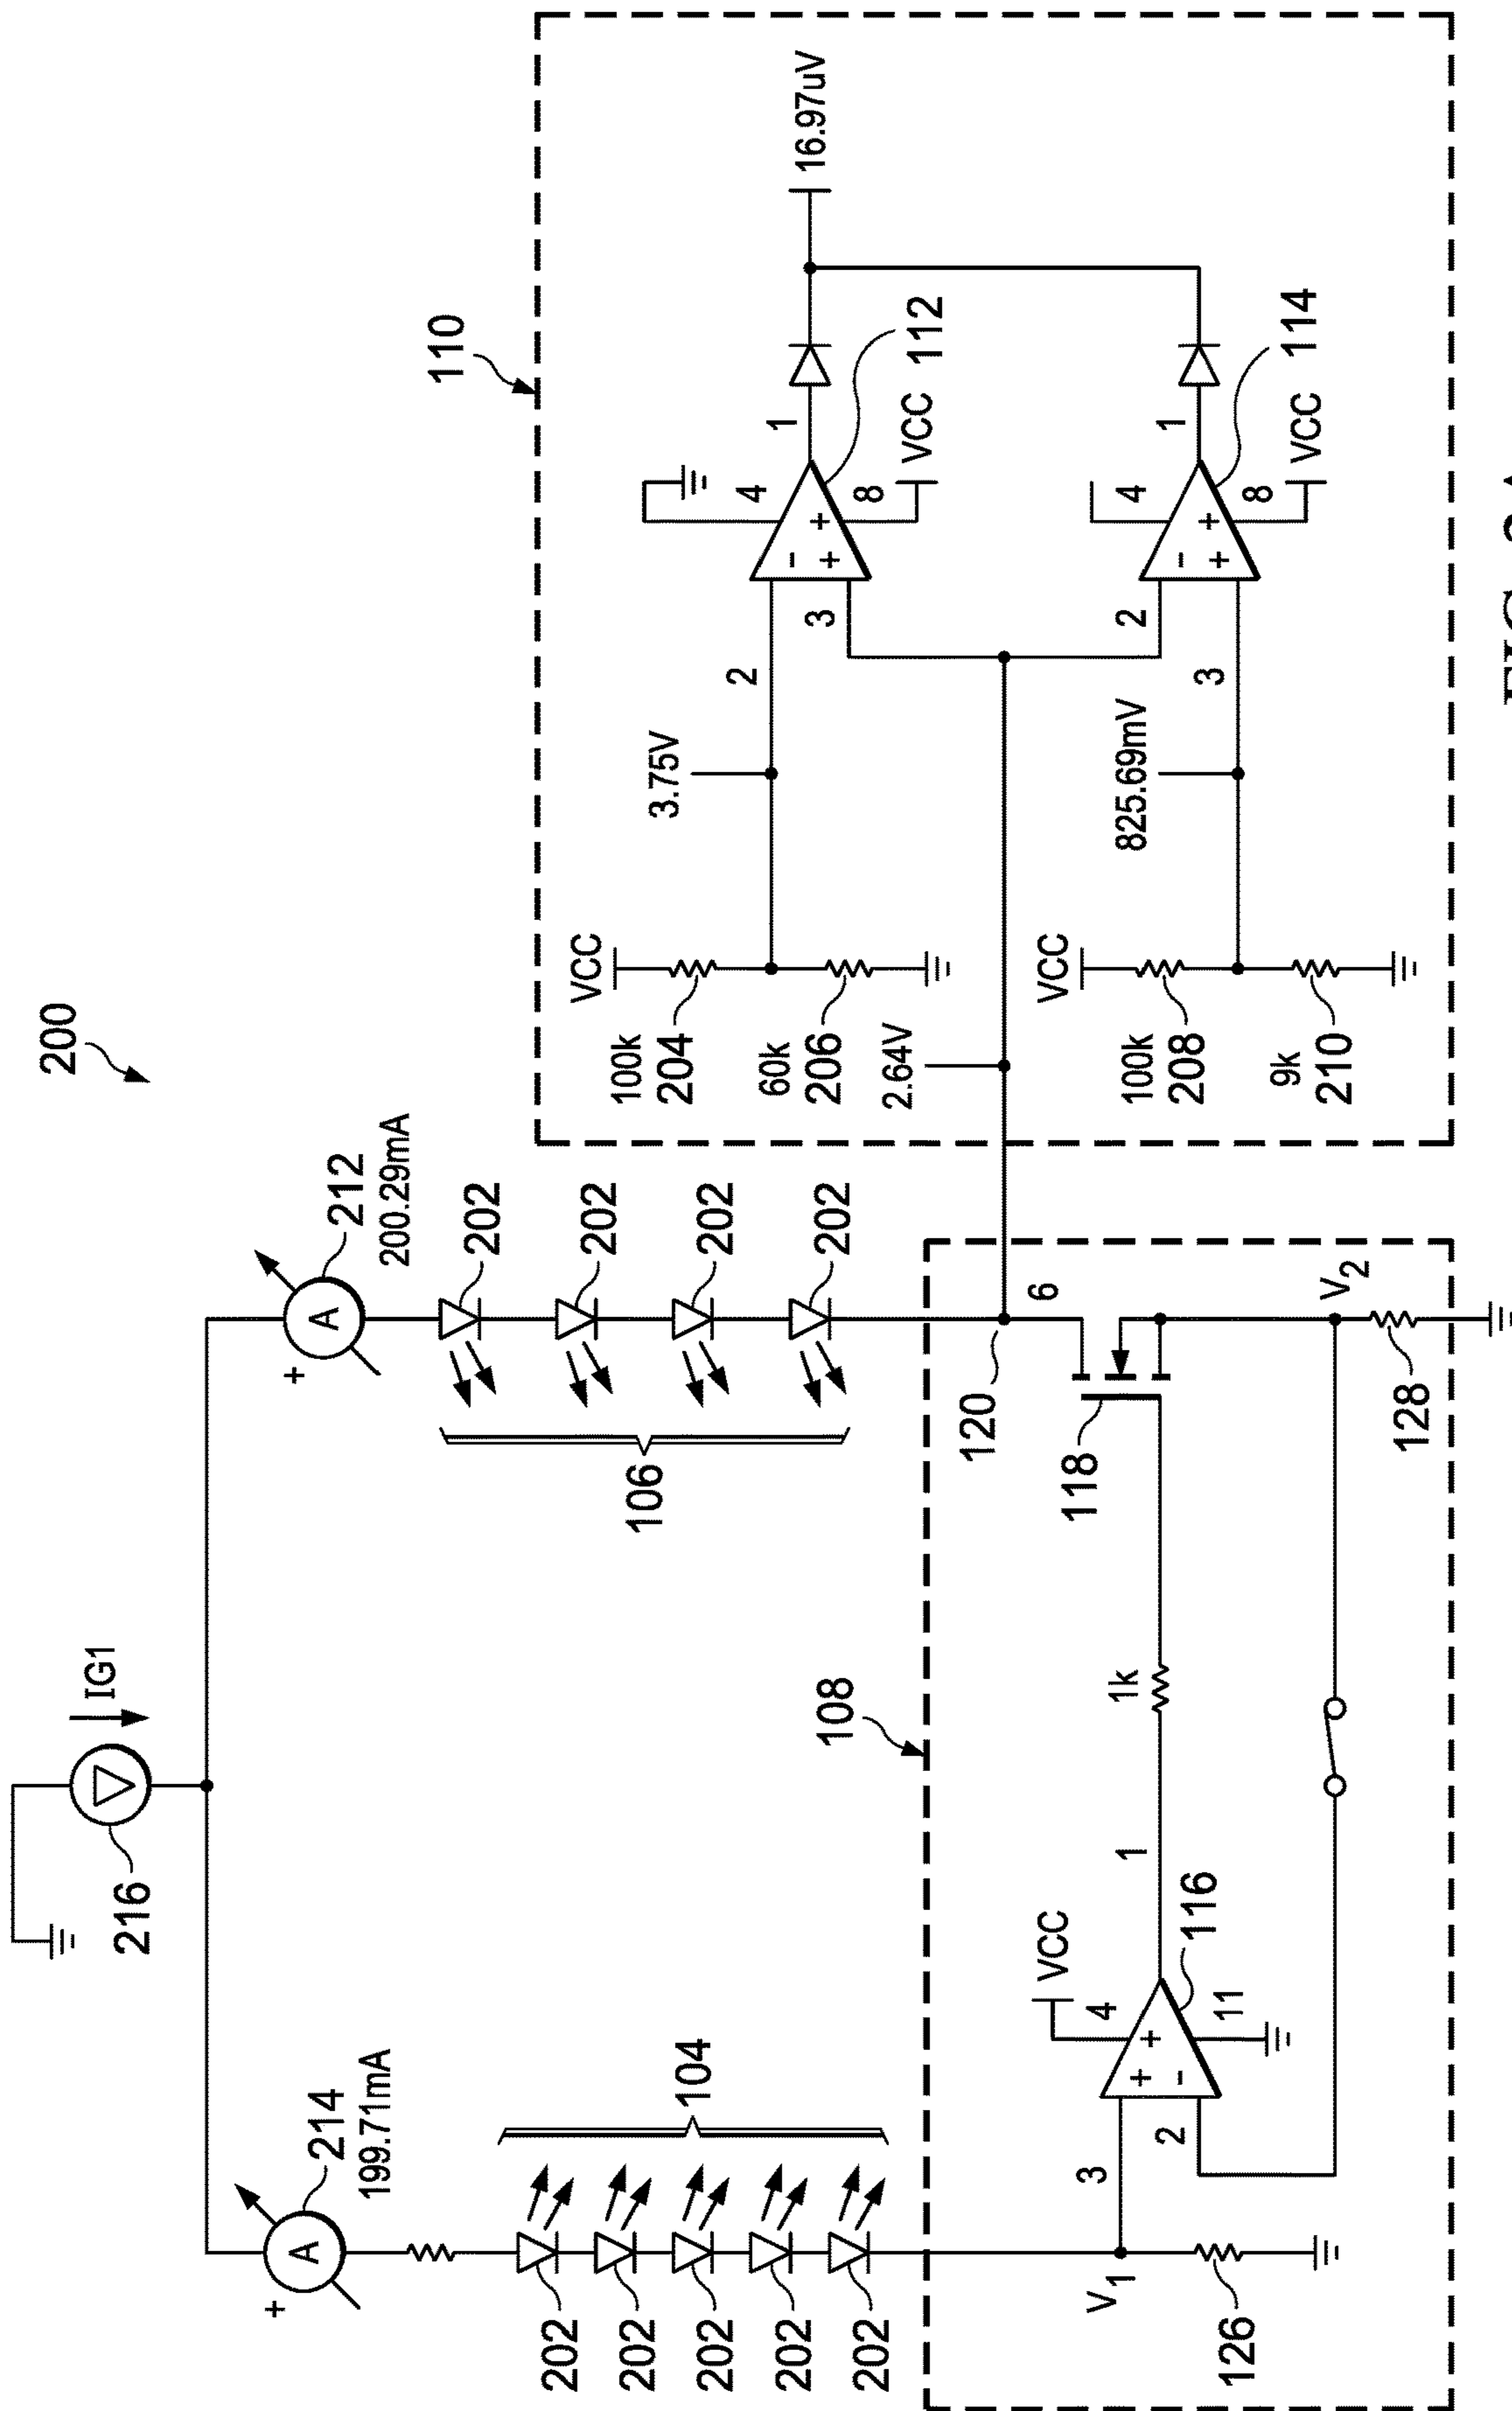 200
216
IG1
214
199.71mA
+
A
212
200.29mA
+
A
104
202
202
202
202
202
106
202
202
202
202
108
V1
126
3
2
+
-
+
4
VCC
11
116
1
1k
118
120
6
V2
128
110
VCC
100k
204
60k
206
2.64V
3.75V
2
3
-
+
+
4
8
VCC
1
112
16.97uV
VCC
100k
208
9k
210
825.69mV
2
3
-
+
+
4
8
VCC
1
114